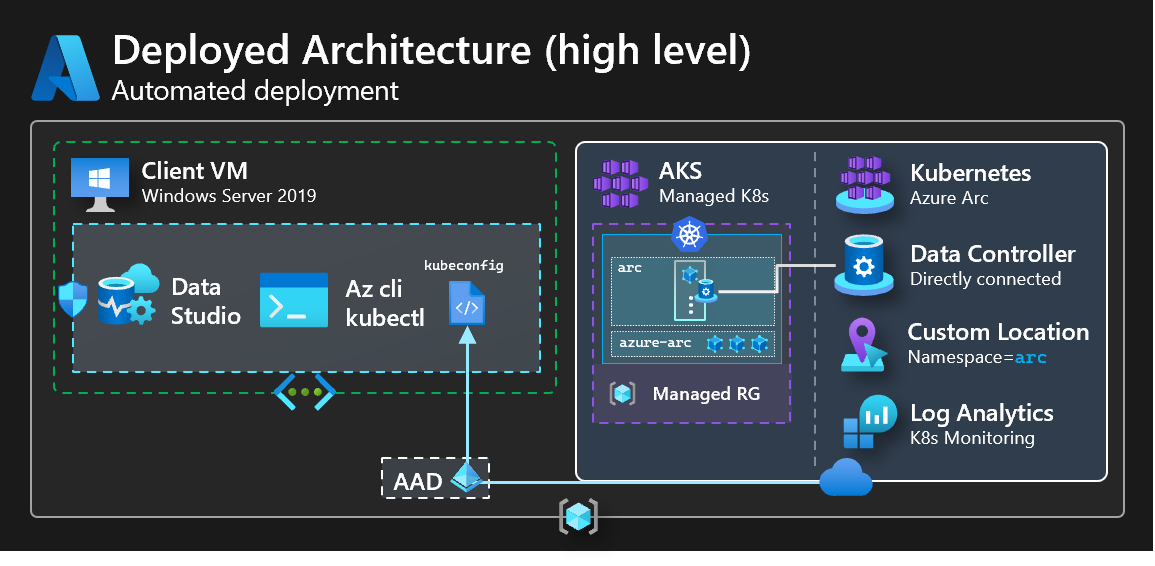 Deployed Architecture (high level)
Automated deployment
Client VM
Windows Server 2019
Data
Studio
Az cli
kubectl
kubeconfig
</>
AAD
AKS
Managed K8s
arc
azure-arc
Managed RG
Kubernetes
Azure Arc
Data Controller
Directly connected
Custom Location
Namespace=arc
Log Analytics
K8s Monitoring